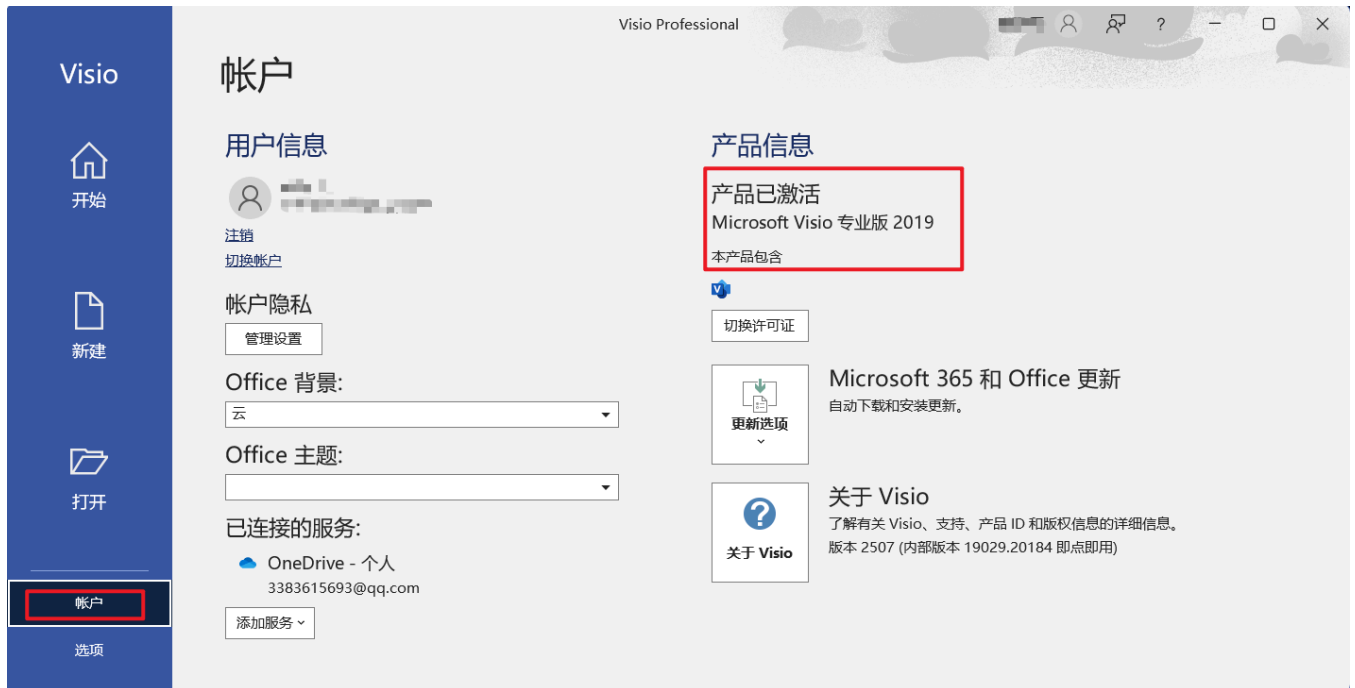 Visio Professional
?
Visio
开始
新建
打开
帐户
选项
帐户
用户信息
注销
切换帐户
帐户隐私
管理设置
Office 背景:
云
Office 主题:
已连接的服务:
OneDrive - 个人
3383615693@qq.com
添加服务
产品信息
产品已激活
Microsoft Visio 专业版 2019
本产品包含
切换许可证
更新选项
Microsoft 365 和 Office 更新
自动下载和安装更新。
关于 Visio
关于 Visio
了解有关 Visio、支持、产品 ID 和版权信息的详细信息。
版本 2507 (内部版本 19029.20184 即点即用)